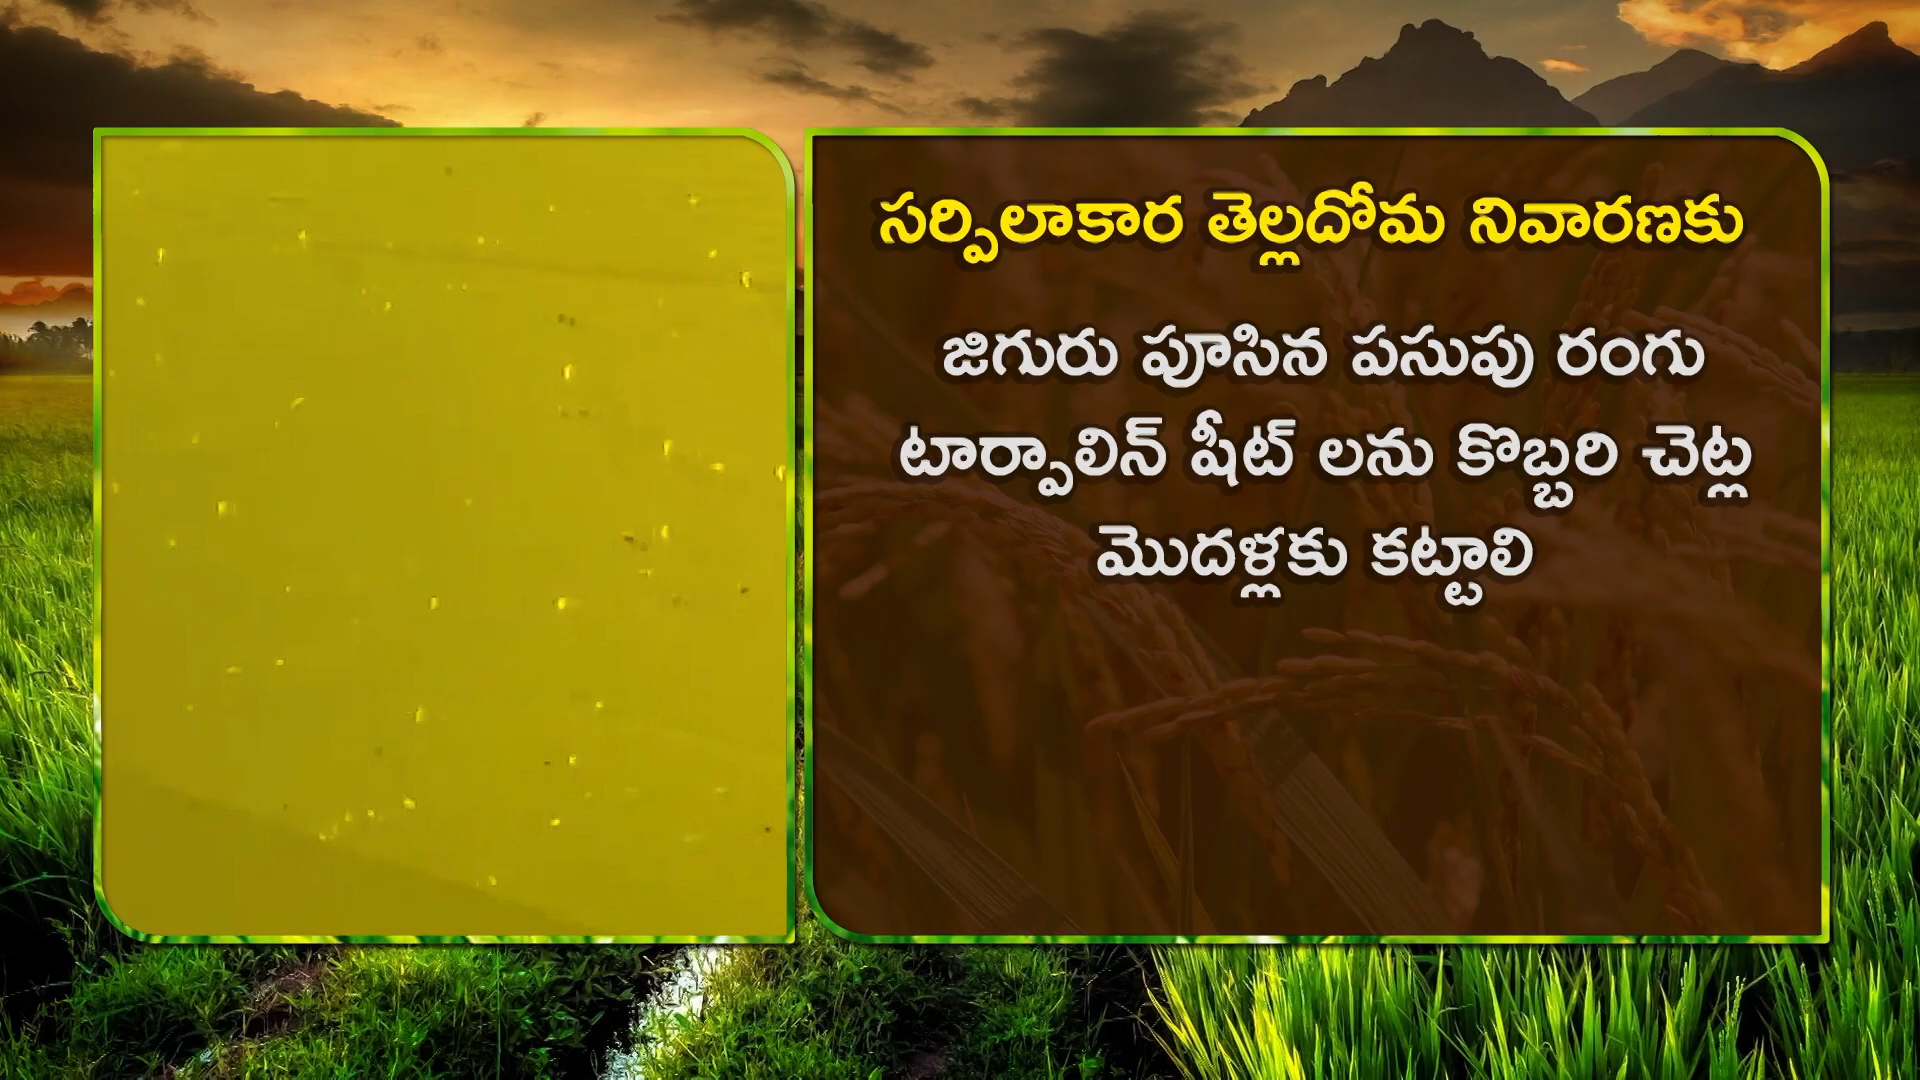 సర్పిలాకార తెల్లదోమ నివారణకు
జిగురు పూసిన పసుపు రంగు
టార్పాలిన్ షీట్ లను కొబ్బరి చెట్ల
మొదళ్లకు కట్టాలి